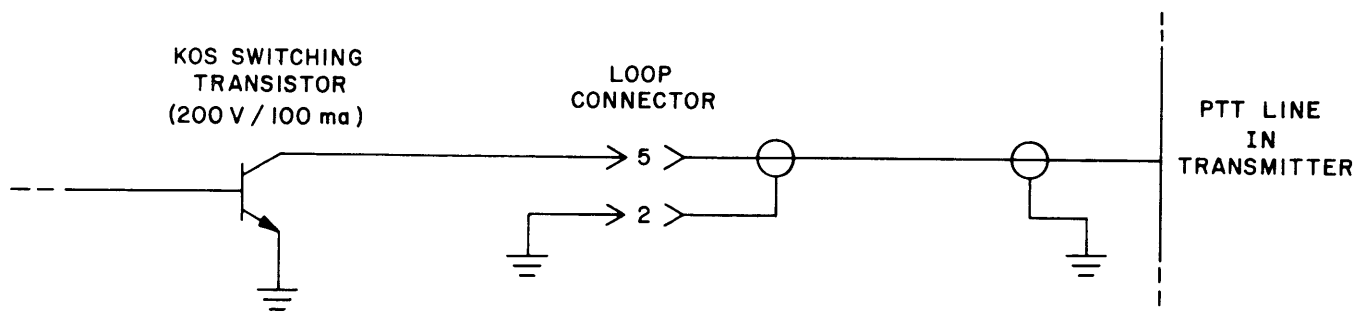 KOS SWITCHING
TRANSISTOR
(200 V / 100 ma)
LOOP
CONNECTOR
5
2
PTT LINE
IN
TRANSMITTER